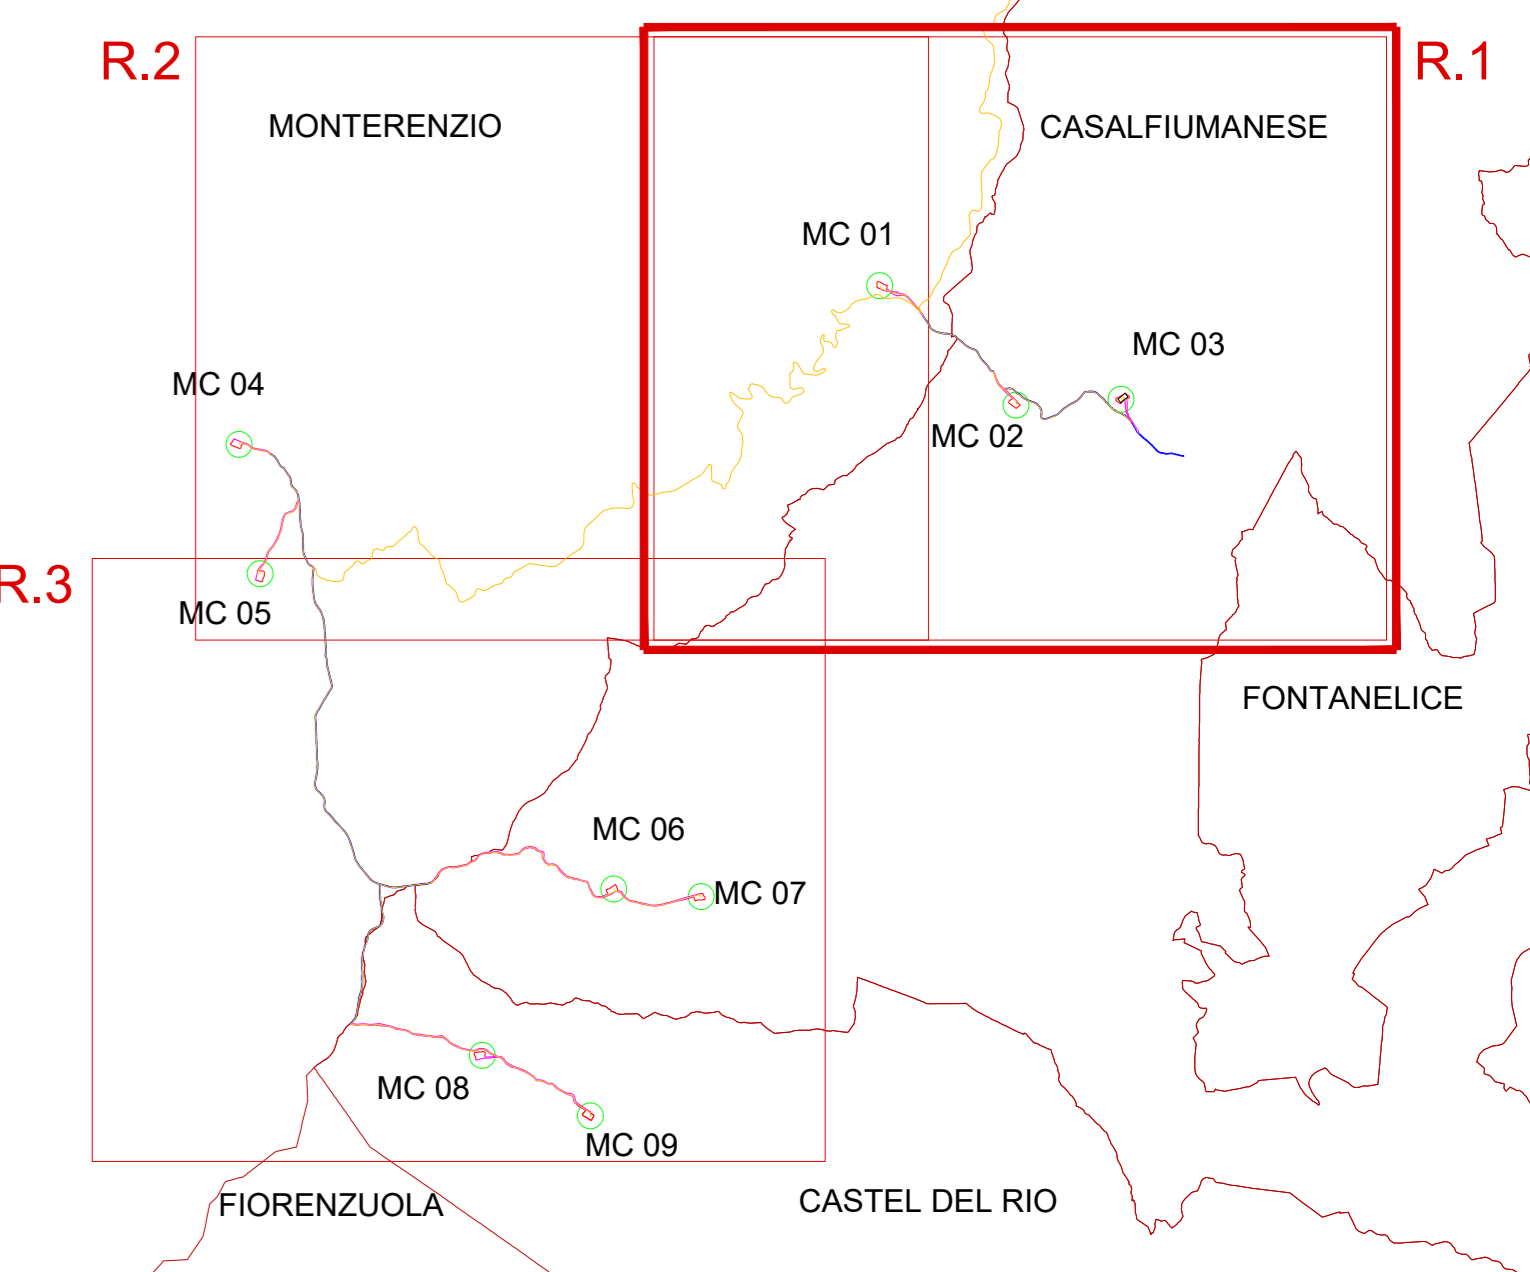 R.2
R.1
MONTERENZIO
CASALFIUMANESE
MC 01
MC 03
MC 04
MC 02
R.3
MC 05
FONTANELICE
MC 06
MC 07
MC 08
MC 09
FIORENZUOLA
CASTEL DEL RIO